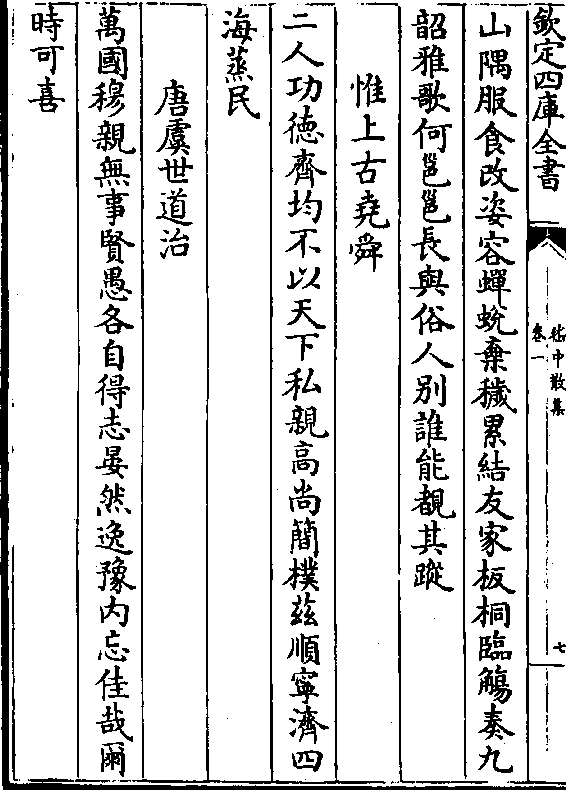 欽定四庫全書
嵇中散集
卷一
七
山隅服食改姿容蟬蛻棄穢累結友家板桐臨觴奏九
韶雅歌何邕邕長與俗人别誰能覩其蹤
惟上古堯舜
二人功徳齊均不以天下私親高尚簡樸茲順寧濟四
海蒸民
唐虞世道治
萬國穆親無事賢愚各自得志晏然逸豫内忘佳哉爾
時可喜